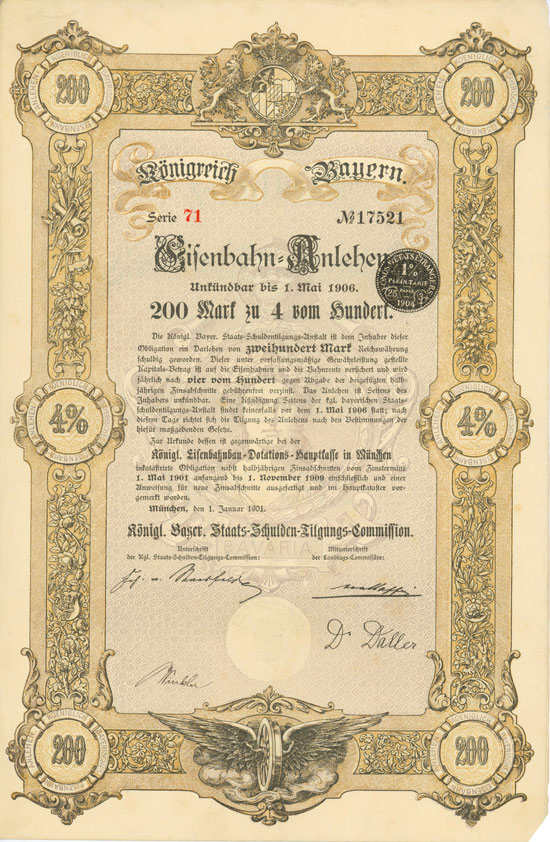 200
200
Königreich Bayern.
Serie 71 № 17521
Eisenbahn-Anlehen
Unkündbar bis 1. Mai 1906.
1%
PLEIN TARIF
1904
200 Mark zu 4 vom Hundert.
Die Königl. Bayer. Staats-Schuldentilgungs-Anstalt ist dem Inhaber dieser
Obligation ein Darlehen von zweihundert Mark Reichswährung
schuldig geworden. Dieser unter verfassungsmäßige Gewährleistung gestellte
Kapitals-Betrag ist auf die Eisenbahnen und die Bahnrente versichert und wird
jährlich nach vier vom Hundert gegen Abgabe der beigefügten halb-
jährigen Zinsabschnitte gebührenfrei verzinst. Das Anlehen ist Seitens des
Inhabers unkündbar. Eine Kündigung Seitens der kgl. bayerischen Staats-
schuldentilgungs-Anstalt findet keinesfalls vor dem 1. Mai 1906 statt; nach
diesem Tage richtet sich die Tilgung des Anlehens nach den Bestimmungen der
hiefür maßgebenden Gesetze.
Zur Urkunde dessen ist gegenwärtige bei der
Königl. Eisenbahnbau-Dotations-Hauptkasse in München
inkatastrirte Obligation nebst halbjährigen Zinsabschnitten vom Zinstermine
1. Mai 1901 anfangend bis 1. November 1909 einschließlich und einer
Anweisung für neue Zinsabschnitte ausgefertigt und im Hauptkataster vor-
gemerkt worden.
München, den 1. Januar 1901.
4%
4%
Königl. Bayer. Staats-Schulden-Tilgungs-Commission.
Unterschrift Mitunterschrift
der Kgl. Staats-Schulden-Tilgungs-Commission: der Landtags-Commissäre:
Dr Daller
200
200